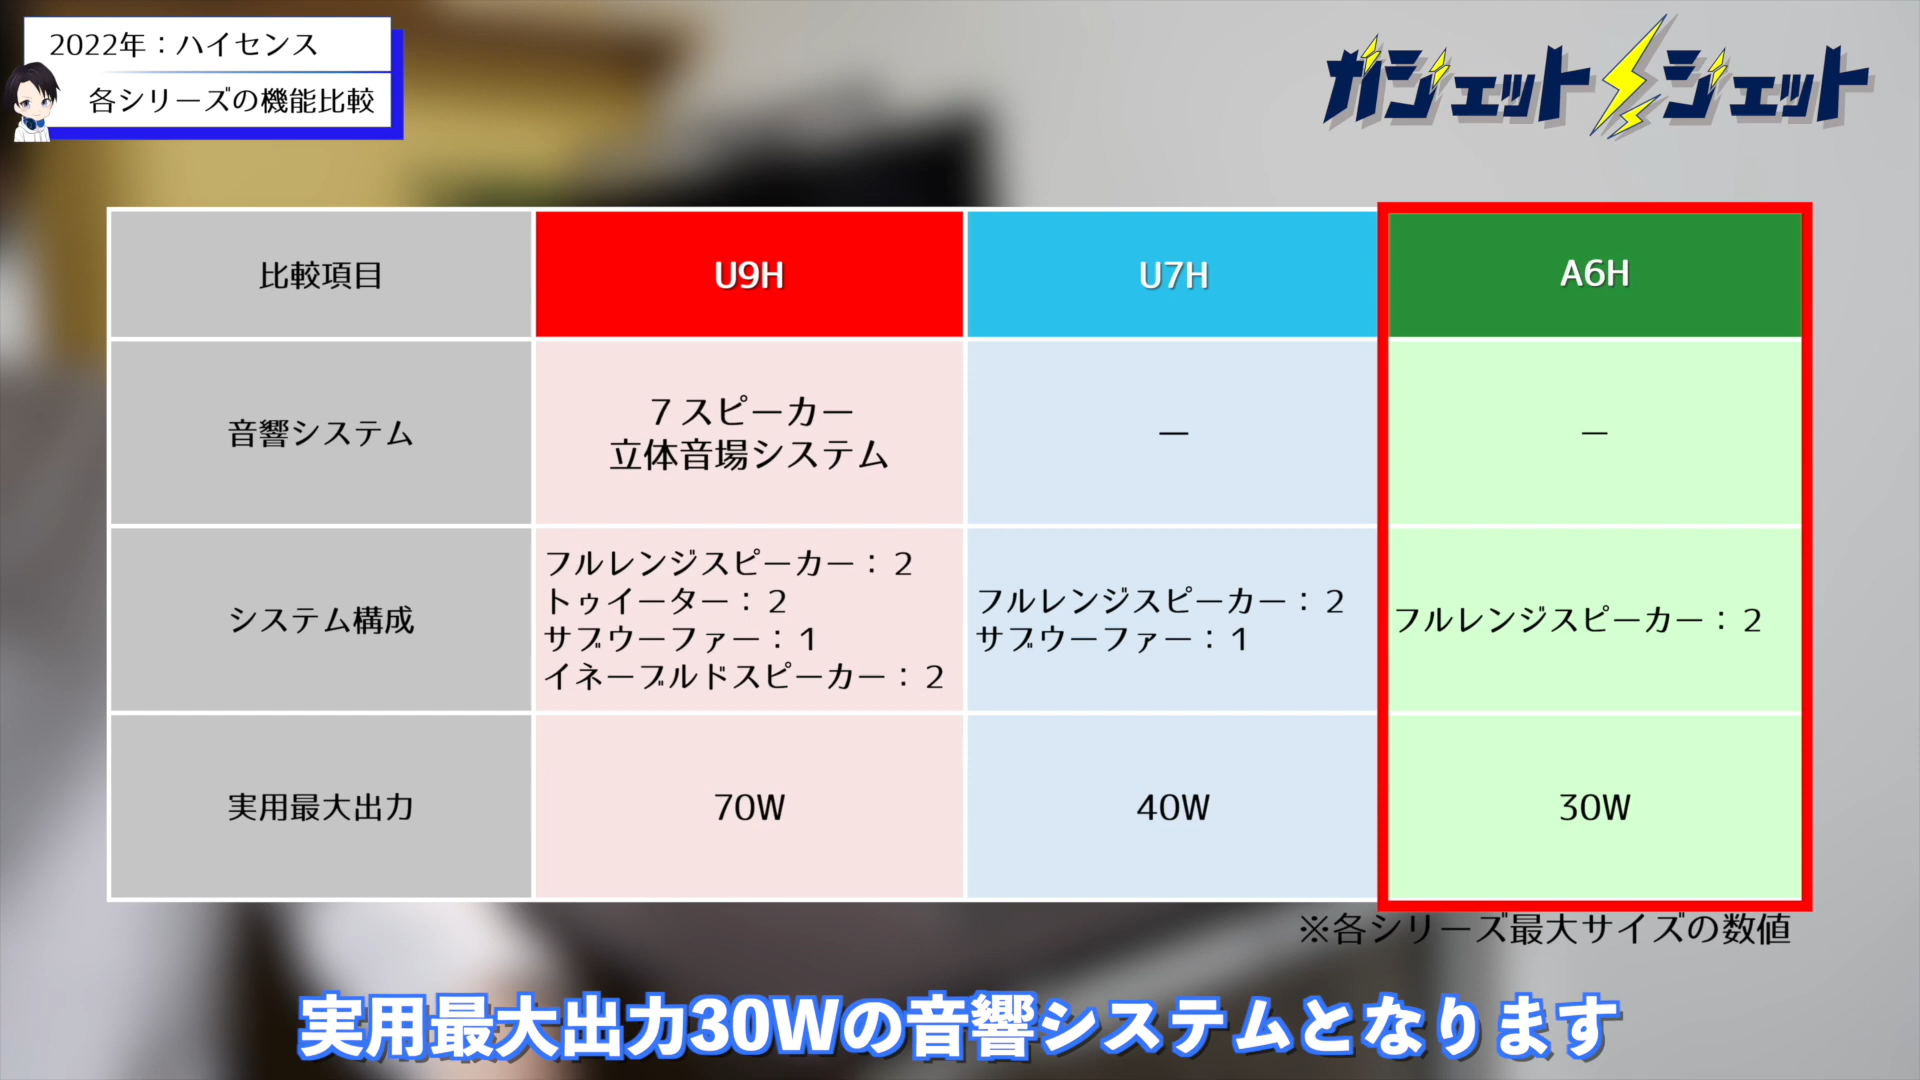 2022年：ハイセンス
各シリーズの機能比較
ガジェットジェット
比較項目
U9H
U7H
A6H
音響システム
７スピーカー
立体音場システム
―
―
システム構成
フルレンジスピーカー：２
トゥイーター：２
サブウーファー：１
イネーブルドスピーカー：２
フルレンジスピーカー：２
サブウーファー：１
フルレンジスピーカー：２
実用最大出力
70W
40W
30W
※各シリーズ最大サイズの数値
実用最大出力30Wの音響システムとなります